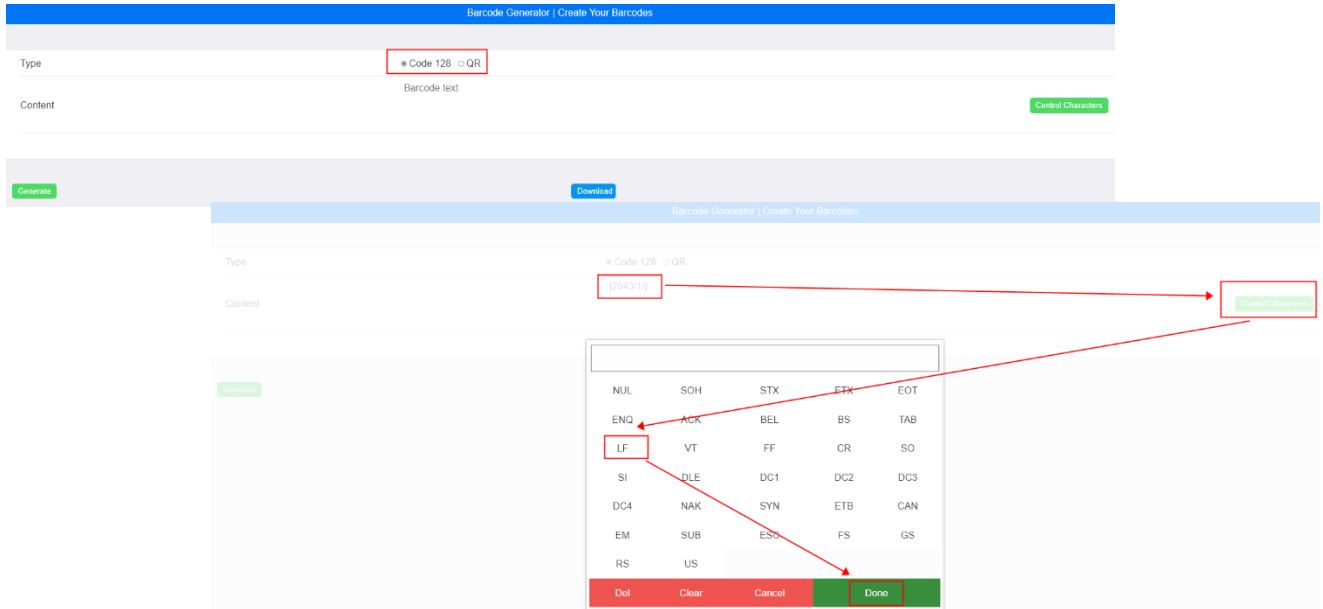 Barcode Generator | Create Your Barcodes
Type
Code 128 QR
Barcode text
Content
Control Characters
Generate
Download
Barcode Generator | Create Your Barcodes
Type
Code 128 QR
{2043/1/}
Content
Control Characters
Generate
NUL SOH STX ETX EOT
ENQ ACK BEL BS TAB
LF VT FF CR SO
SI DLE DC1 DC2 DC3
DC4 NAK SYN ETB CAN
EM SUB ESC FS GS
RS US
Del Clear Cancel Done